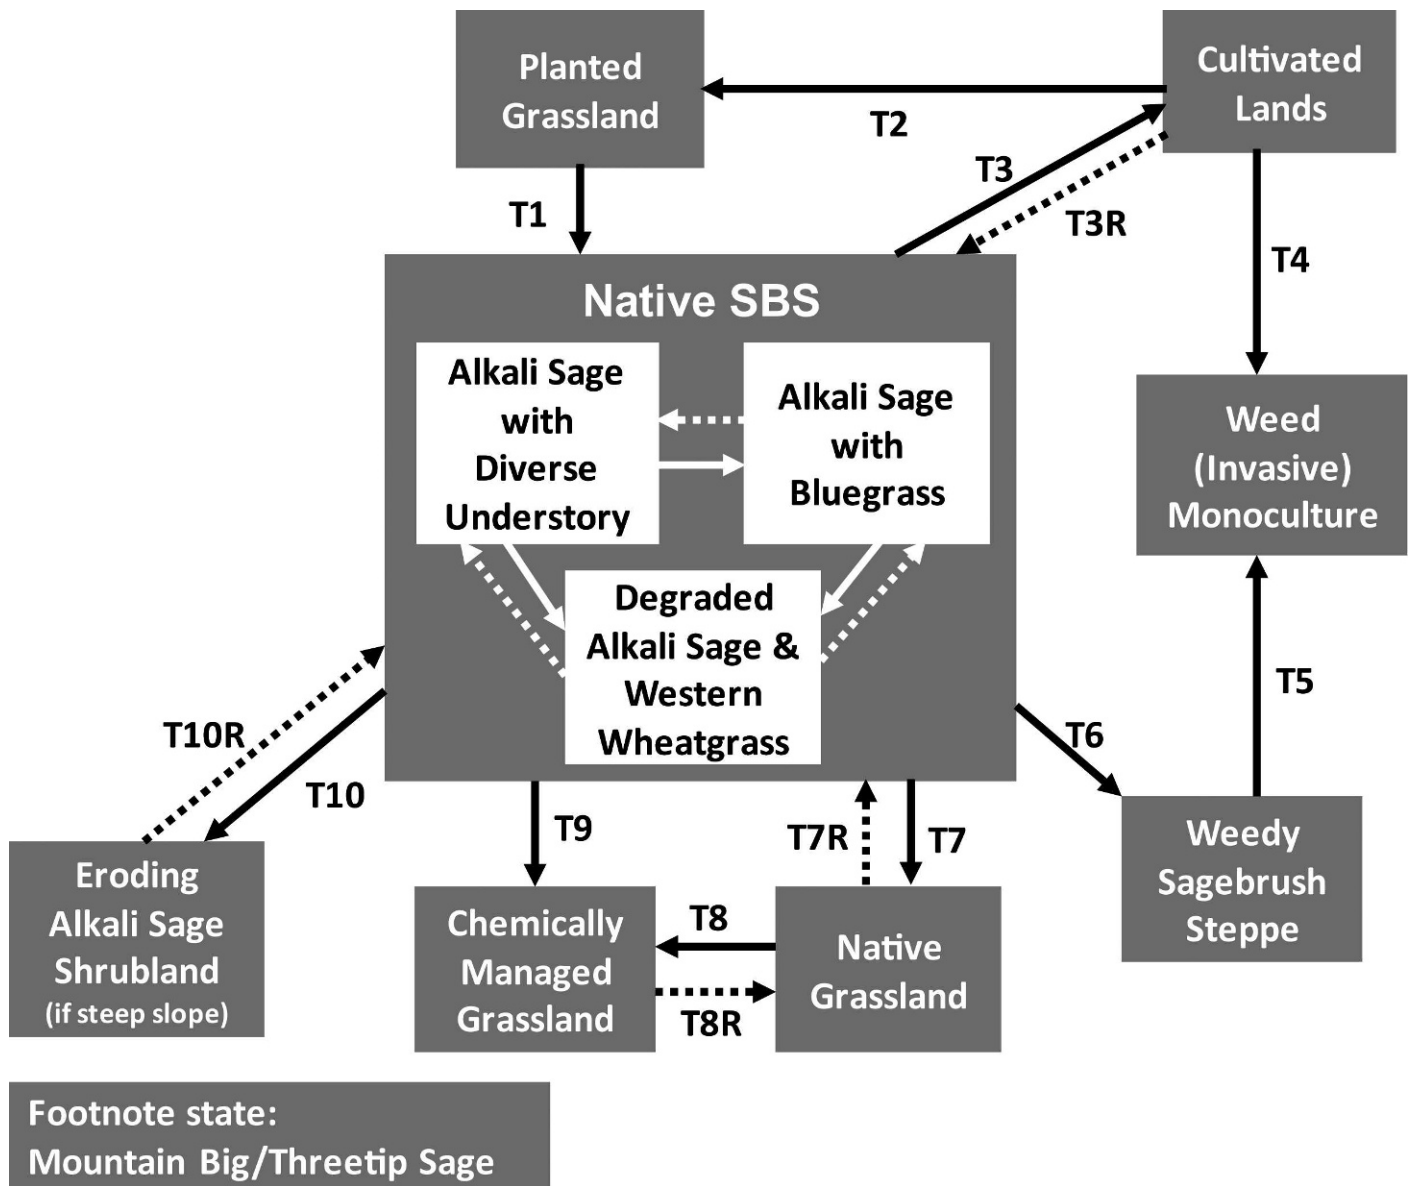 Planted
Grassland
Cultivated
Lands
T2
T3
T3R
T1
T4
Native SBS
Alkali Sage
with
Diverse
Understory
Alkali Sage
with
Bluegrass
Weed
(Invasive)
Monoculture
Degraded
Alkali Sage &
Western
Wheatgrass
T5
T10R
T10
T6
T9
T7R
T7
Eroding
Alkali Sage
Shrubland
(if steep slope)
Chemically
Managed
Grassland
T8
T8R
Native
Grassland
Weedy
Sagebrush
Steppe
Footnote state:
Mountain Big/Threetip Sage